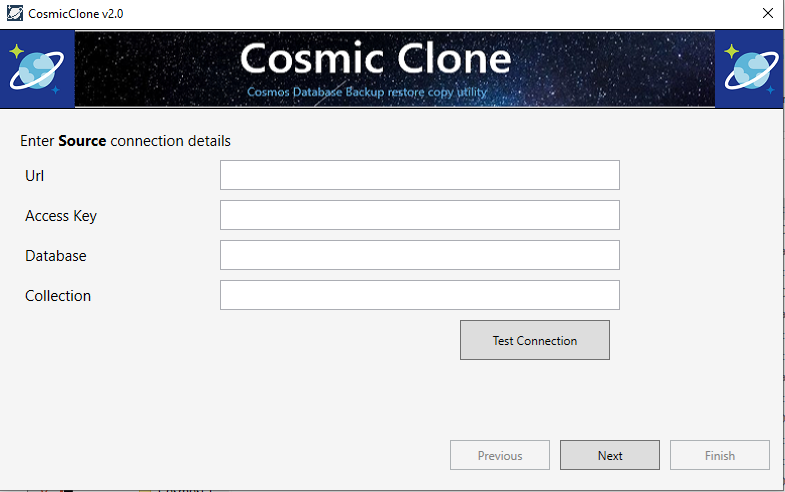 CosmicClone v2.0
Cosmic Clone
Cosmos Database Backup restore copy utility
Enter Source connection details
Url
Access Key
Database
Collection
Test Connection
Previous
Next
Finish